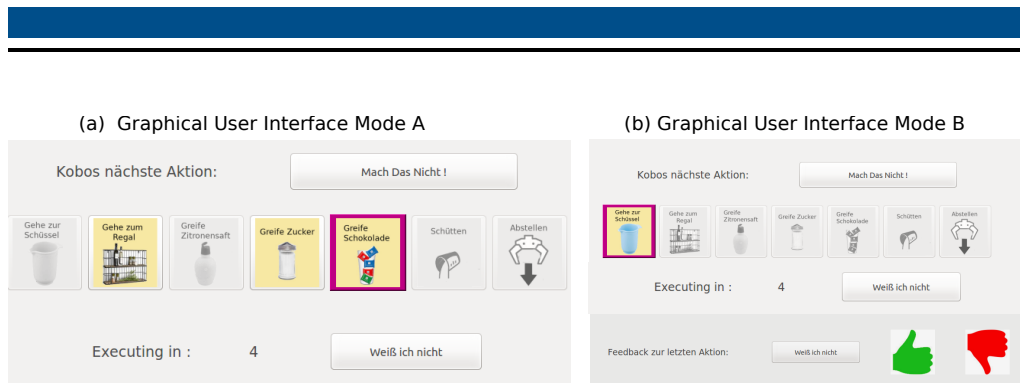 (a) Graphical User Interface Mode A
Kobos nächste Aktion:
Mach Das Nicht !
Gehe zur
Schüssel
Gehe zum
Regal
Greife
Zitronensaft
Greife Zucker
Greife
Schokolade
Schütten
Abstellen
Executing in :
4
Weiß ich nicht
(b) Graphical User Interface Mode B
Kobos nächste Aktion:
Mach Das Nicht !
Gehe zur
Schüssel
Gehe zum
Regal
Greife
Zitronensaft
Greife Zucker
Greife
Schokolade
Schütten
Abstellen
Executing in :
4
Weiß ich nicht
Feedback zur letzten Aktion:
Weiß ich nicht